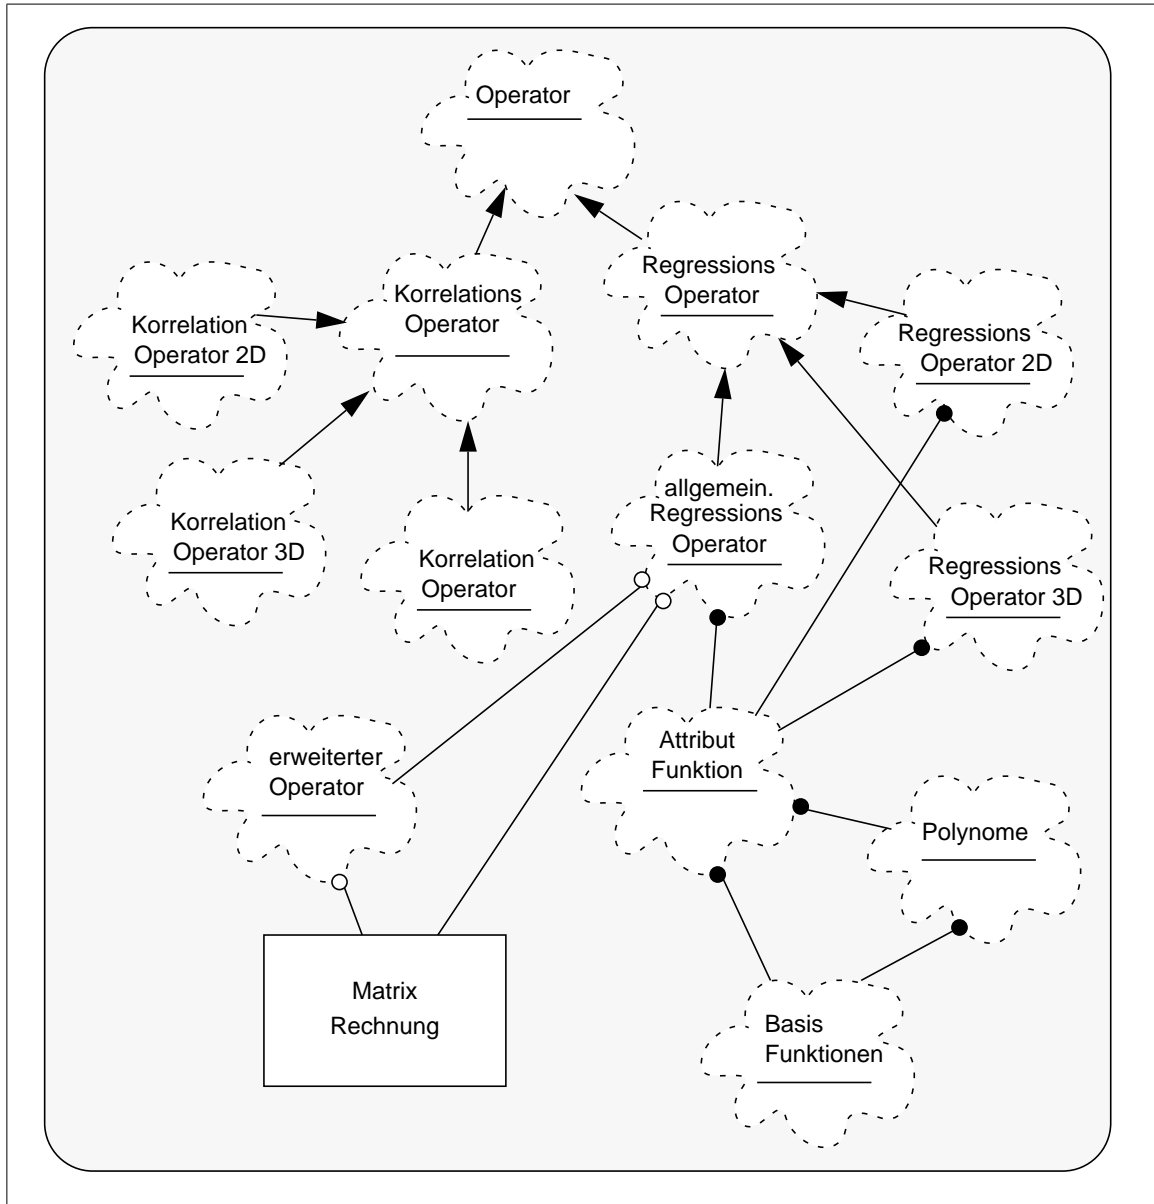 Operator
Regressions
Operator
Korrelations
Operator
Korrelation
Operator 2D
Regressions
Operator 2D
allgemein.
Regressions
Operator
Korrelation
Operator 3D
Korrelation
Operator
Regressions
Operator 3D
erweiterter
Operator
Attribut
Funktion
Polynome
Matrix
Rechnung
Basis
Funktionen